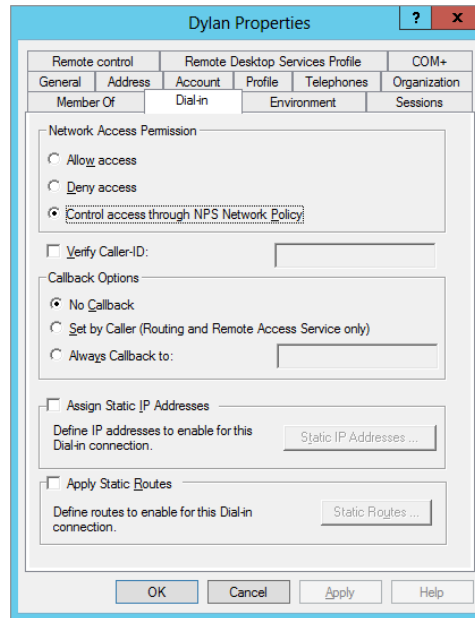 Dylan Properties
? x
Remote control Remote Desktop Services Profile COM+
General Address Account Profile Telephones Organization
Member Of Dial-in Environment Sessions
Network Access Permission
Allow access
Deny access
Control access through NPS Network Policy
Verify Caller-ID:
Callback Options
No Callback
Set by Caller (Routing and Remote Access Service only)
Always Callback to:
Assign Static IP Addresses
Define IP addresses to enable for this
Dial-in connection.
Static IP Addresses ...
Apply Static Routes
Define routes to enable for this Dial-in
connection.
Static Routes ...
OK Cancel Apply Help